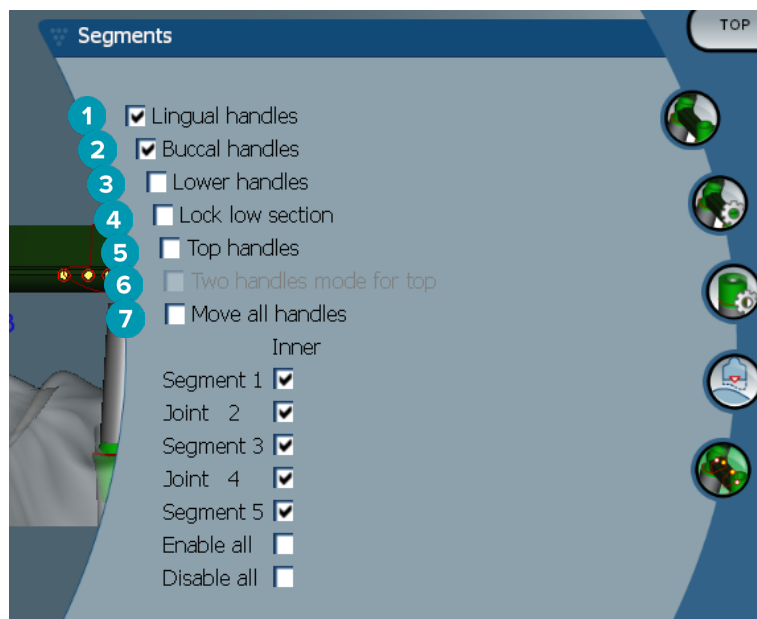 Segments
TOP
1 Lingual handles
2 Buccal handles
3 Lower handles
4 Lock low section
5 Top handles
6 Two handles mode for top
7 Move all handles
Inner
Segment 1
Joint 2
Segment 3
Joint 4
Segment 5
Enable all
Disable all